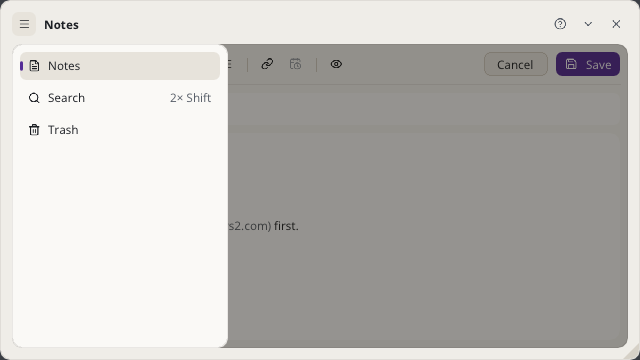 Notes
Cancel
Save
Notes
Search 2× Shift
Trash
s2.com) first.